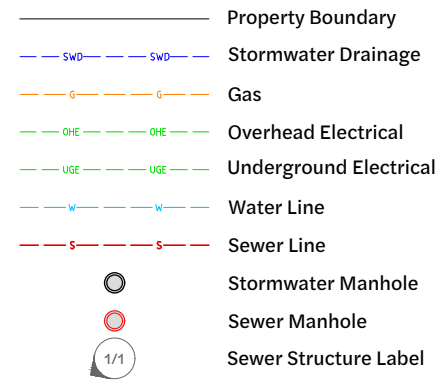 Property Boundary
SWD SWD Stormwater Drainage
G G Gas
OHE OHE Overhead Electrical
UGE UGE Underground Electrical
W W Water Line
S S Sewer Line
Stormwater Manhole
Sewer Manhole
1/1 Sewer Structure Label